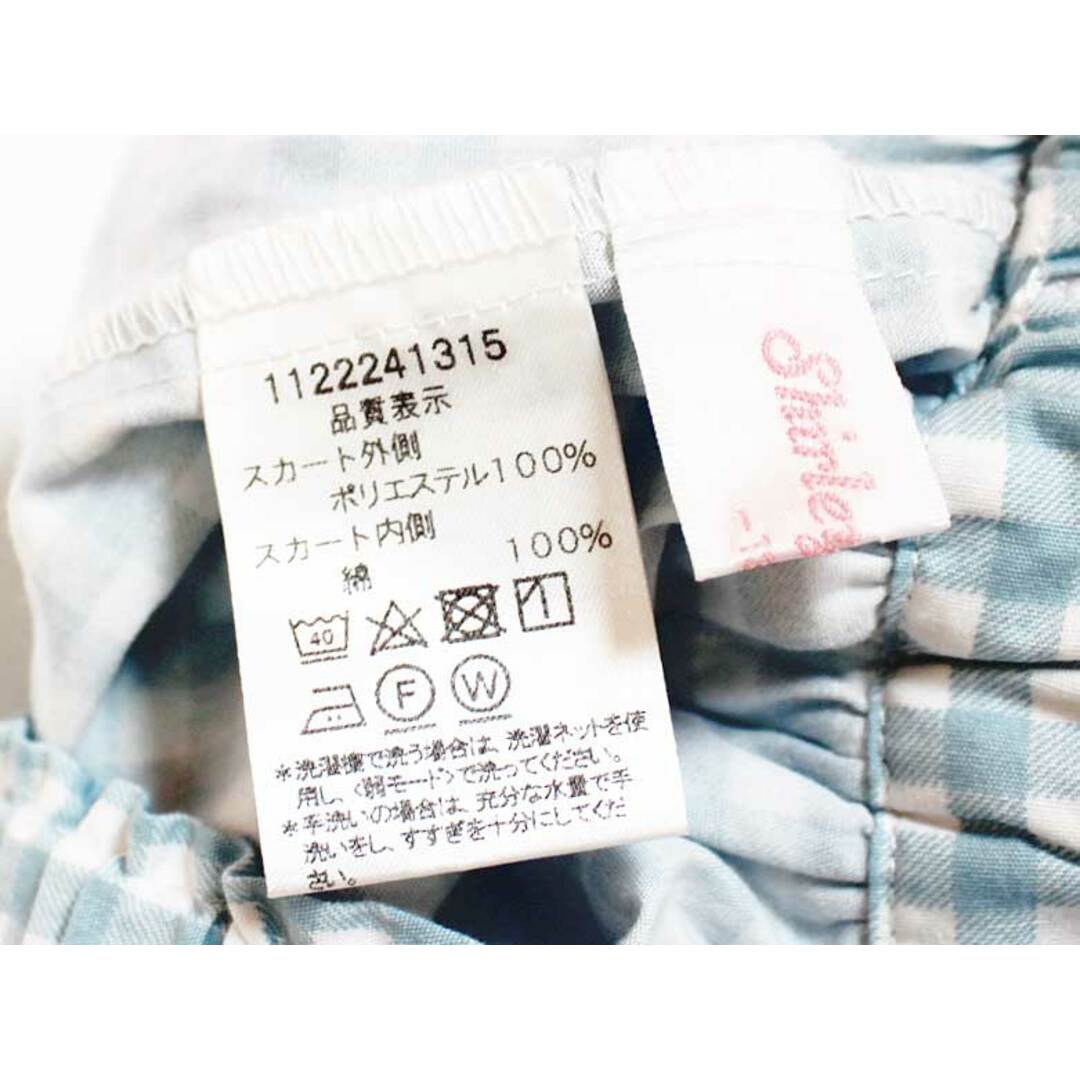 1122241315
品質表示
スカート外側
ポリエステル100%
スカート内側
綿 100%
40
F W
*洗濯機で洗う場合は、洗濯ネットを使
用し、〈弱モード〉で洗ってください。
*手洗いの場合は、充分な水量で手
洗いをし、すすぎを十分にしてくだ
さい。